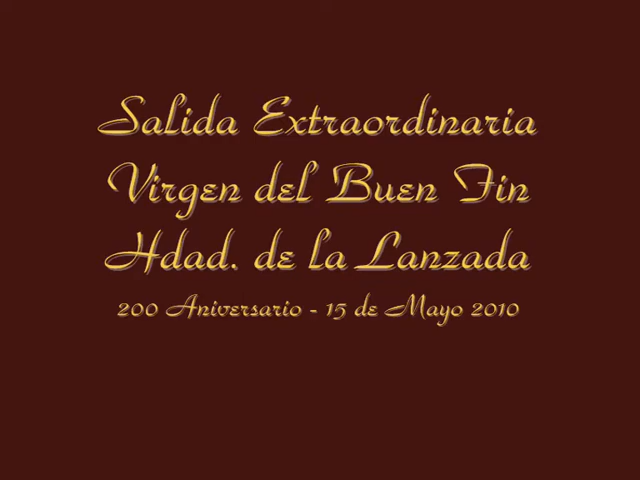 Salida Extraordinaria
Virgen del Buen Fin
Hdad. de la Lanzada
200 Aniversario - 15 de Mayo 2010